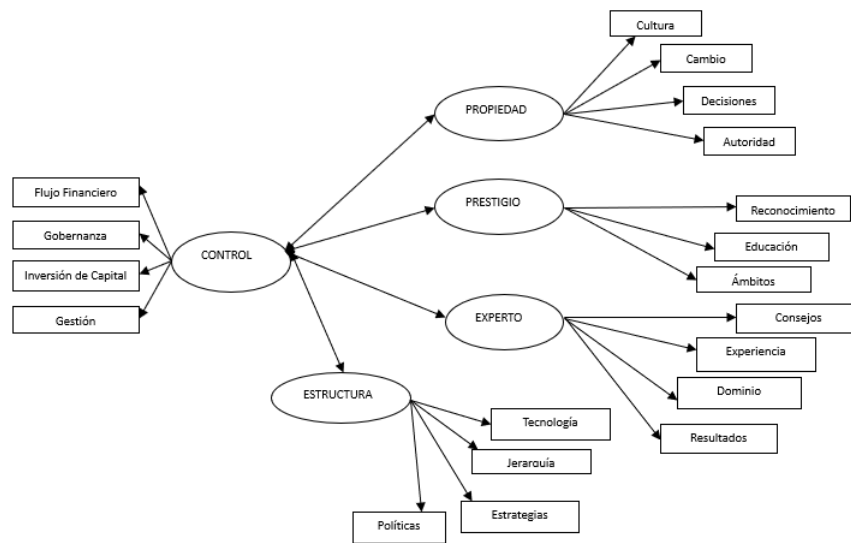 Cultura
Cambio
PROPIEDAD
Decisiones
Autoridad
Flujo Financiero
PRESTIGIO
Reconocimiento
Gobernanza
Educación
CONTROL
Inversión de Capital
Ámbitos
Gestión
EXPERTO
Consejos
Experiencia
Dominio
ESTRUCTURA
Tecnología
Resultados
Jerarquía
Estrategias
Políticas